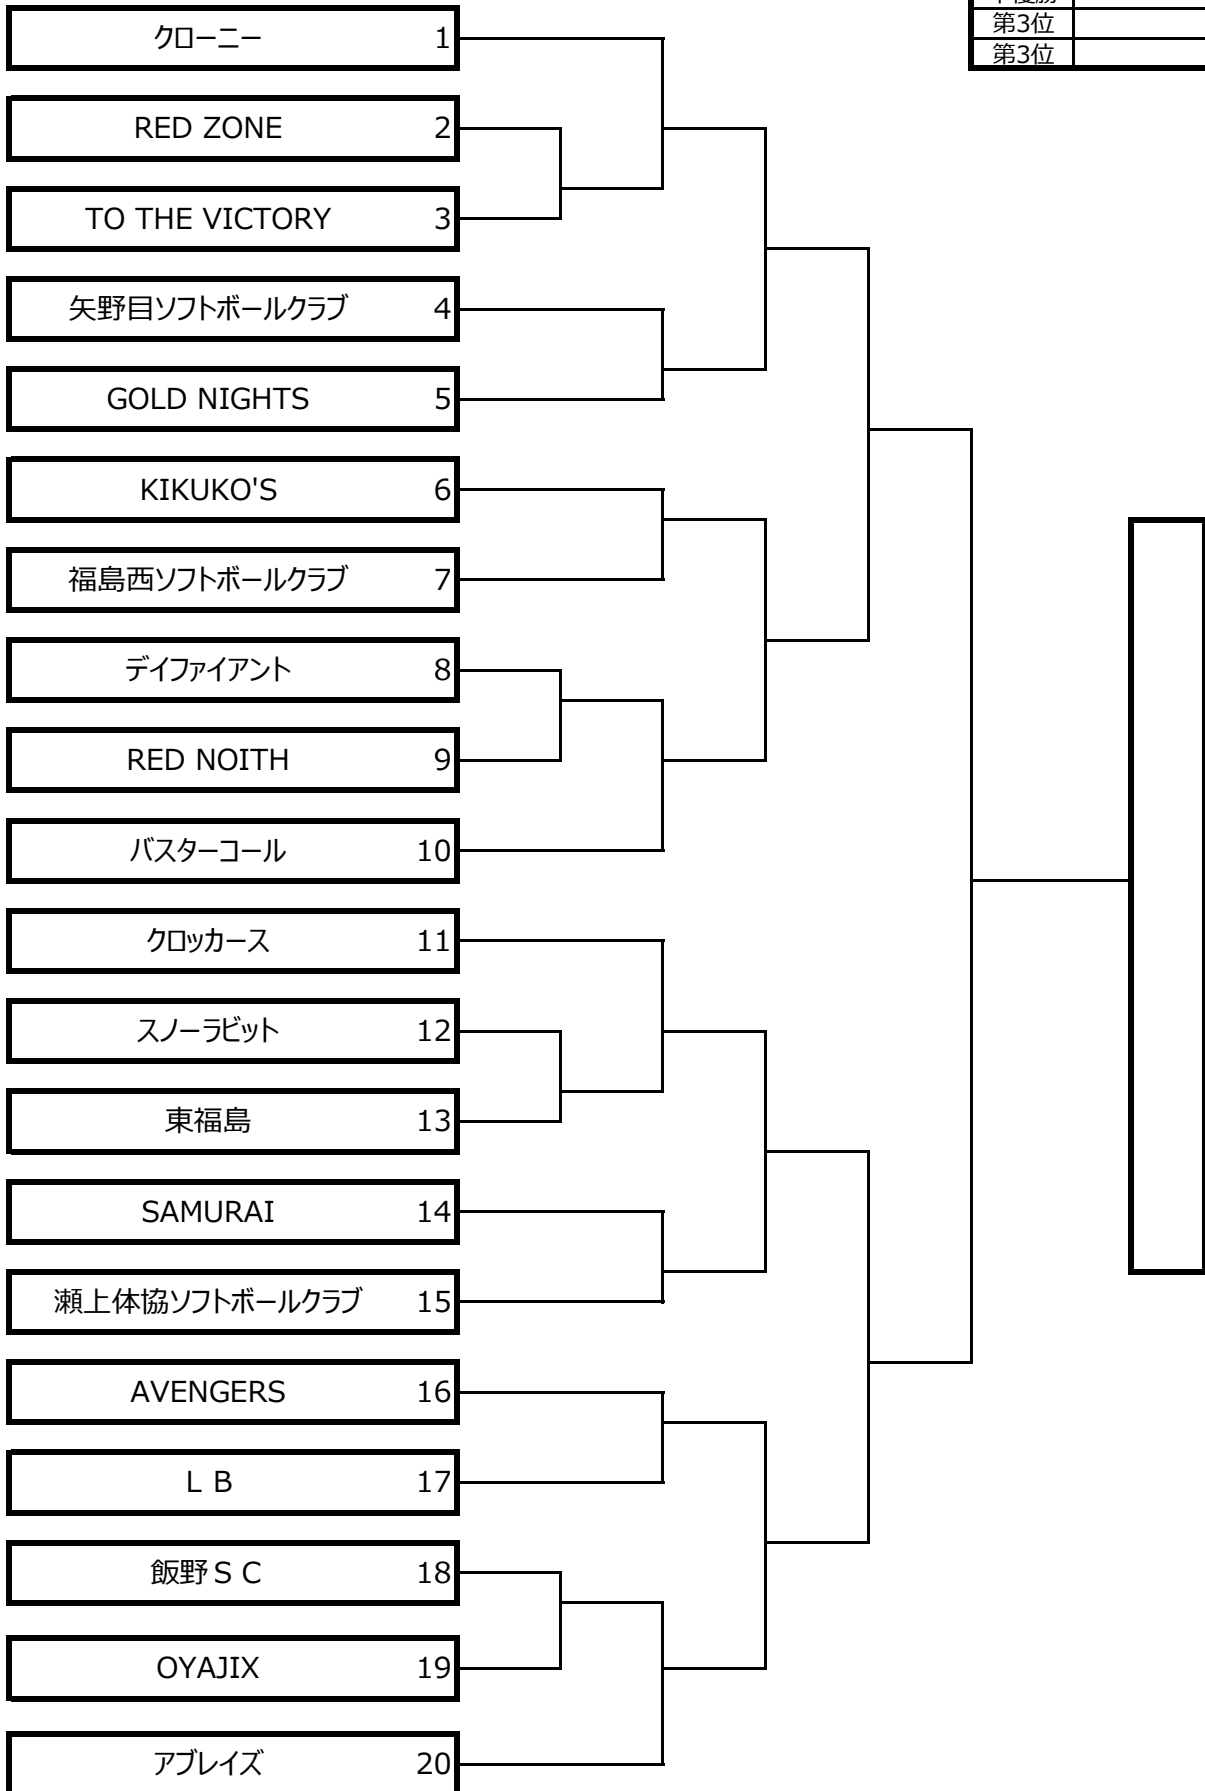 クローニー 1
第3位
第3位
RED ZONE 2
TO THE VICTORY 3
矢野目ソフトボールクラブ 4
GOLD NIGHTS 5
KIKUKO'S 6
福島西ソフトボールクラブ 7
デイファイアント 8
RED NOITH 9
バスターコール 10
クロッカース 11
スノーラビット 12
東福島 13
SAMURAI 14
瀬上体協ソフトボールクラブ 15
AVENGERS 16
L B 17
飯野ＳＣ 18
OYAJIX 19
アブレイズ 20